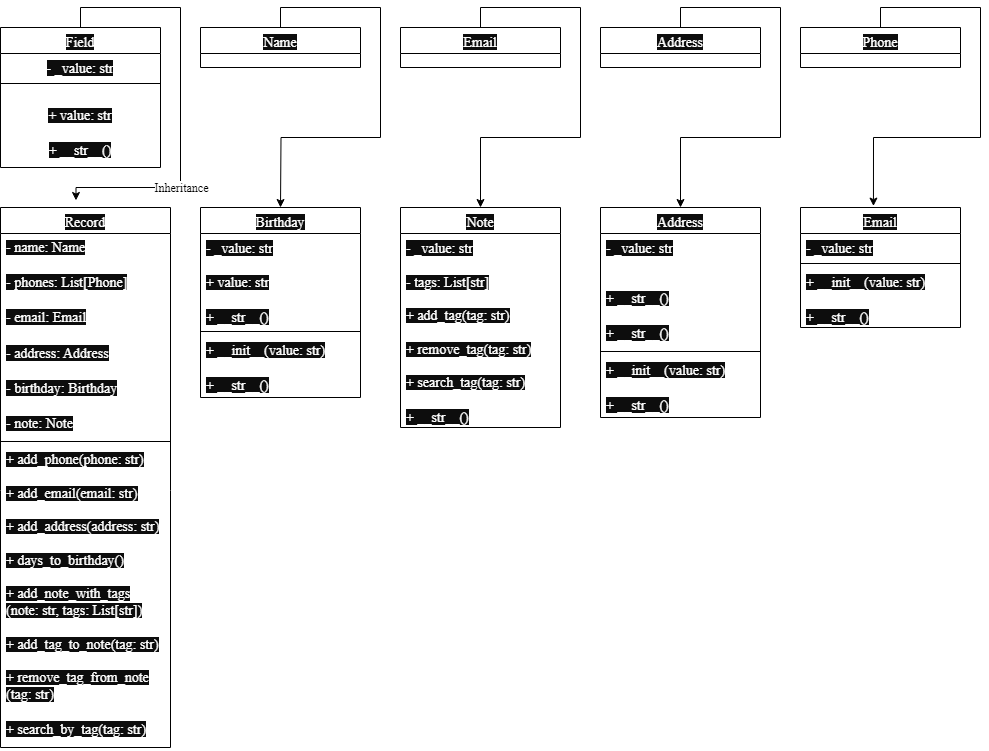 Field
- _value: str
+ value: str
+ __str__()
Name
Email
Address
Phone
Inheritance
Record
- name: Name
- phones: List[Phone]
- email: Email
- address: Address
- birthday: Birthday
- note: Note
+ add_phone(phone: str)
+ add_email(email: str)
+ add_address(address: str)
+ days_to_birthday()
+ add_note_with_tags
(note: str, tags: List[str])
+ add_tag_to_note(tag: str)
+ remove_tag_from_note
(tag: str)
+ search_by_tag(tag: str)
Birthday
- _value: str
+ value: str
+ __str__()
+ __init__(value: str)
+ __str__()
Note
- _value: str
- tags: List[str]
+ add_tag(tag: str)
+ remove_tag(tag: str)
+ search_tag(tag: str)
+ __str__()
Address
- _value: str
+ __str__()
+ __str__()
+ __init__(value: str)
+ __str__()
Email
- _value: str
+ __init__(value: str)
+ __str__()